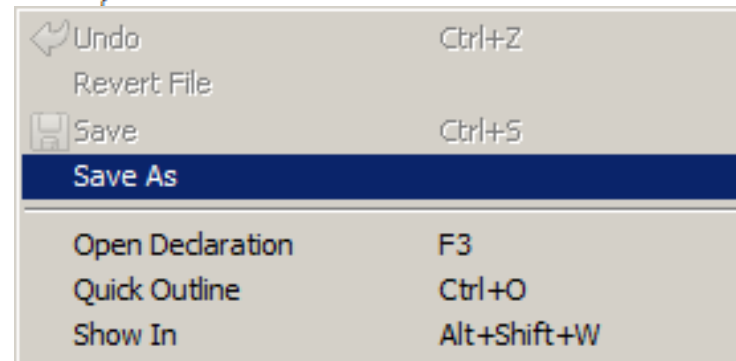 Undo Ctrl+Z
Revert File
Save Ctrl+S
Save As
Open Declaration F3
Quick Outline Ctrl+O
Show In Alt+Shift+W